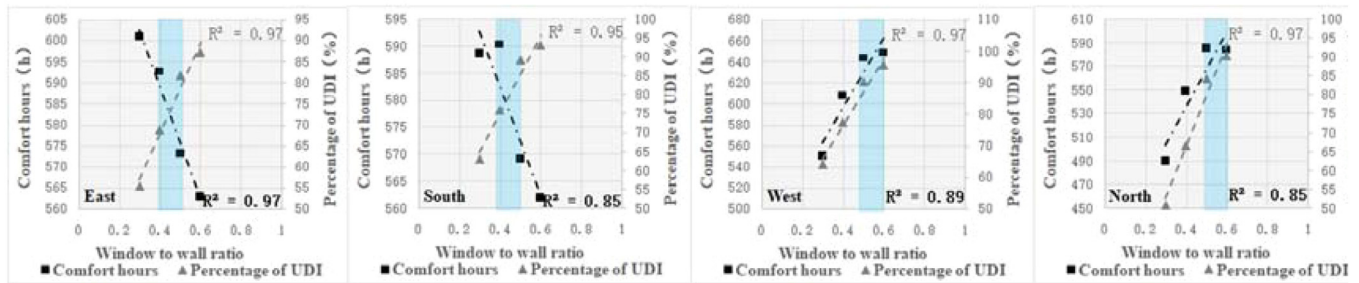 605
600
595
590
585
580
575
570
565
560
Comfort hours (h)
95
90
85
80
75
70
65
60
55
50
Percentage of UDI (%)
R² = 0.97
R² = 0.97
East
0 0.2 0.4 0.6 0.8 1
Window to wall ratio
Comfort hours Percentage of UDI
595
590
585
580
575
570
565
560
Comfort hours (h)
100
95
90
85
80
75
70
65
60
55
50
Percentage of UDI (%)
R² = 0.95
R² = 0.85
South
0 0.2 0.4 0.6 0.8 1
Window to wall ratio
Comfort hours Percentage of UDI
680
660
640
620
600
580
560
540
520
500
Comfort hours (h)
110
100
90
80
70
60
50
Percentage of UDI (%)
R² = 0.97
R² = 0.89
West
0 0.2 0.4 0.6 0.8 1
Window to wall ratio
Comfort hours Percentage of UDI
610
590
570
550
530
510
490
470
450
Comfort hours (h)
100
95
90
85
80
75
70
65
60
55
50
Percentage of UDI (%)
R² = 0.97
R² = 0.85
North
0 0.2 0.4 0.6 0.8 1
Window to wall ratio
Comfort hours Percentage of UDI